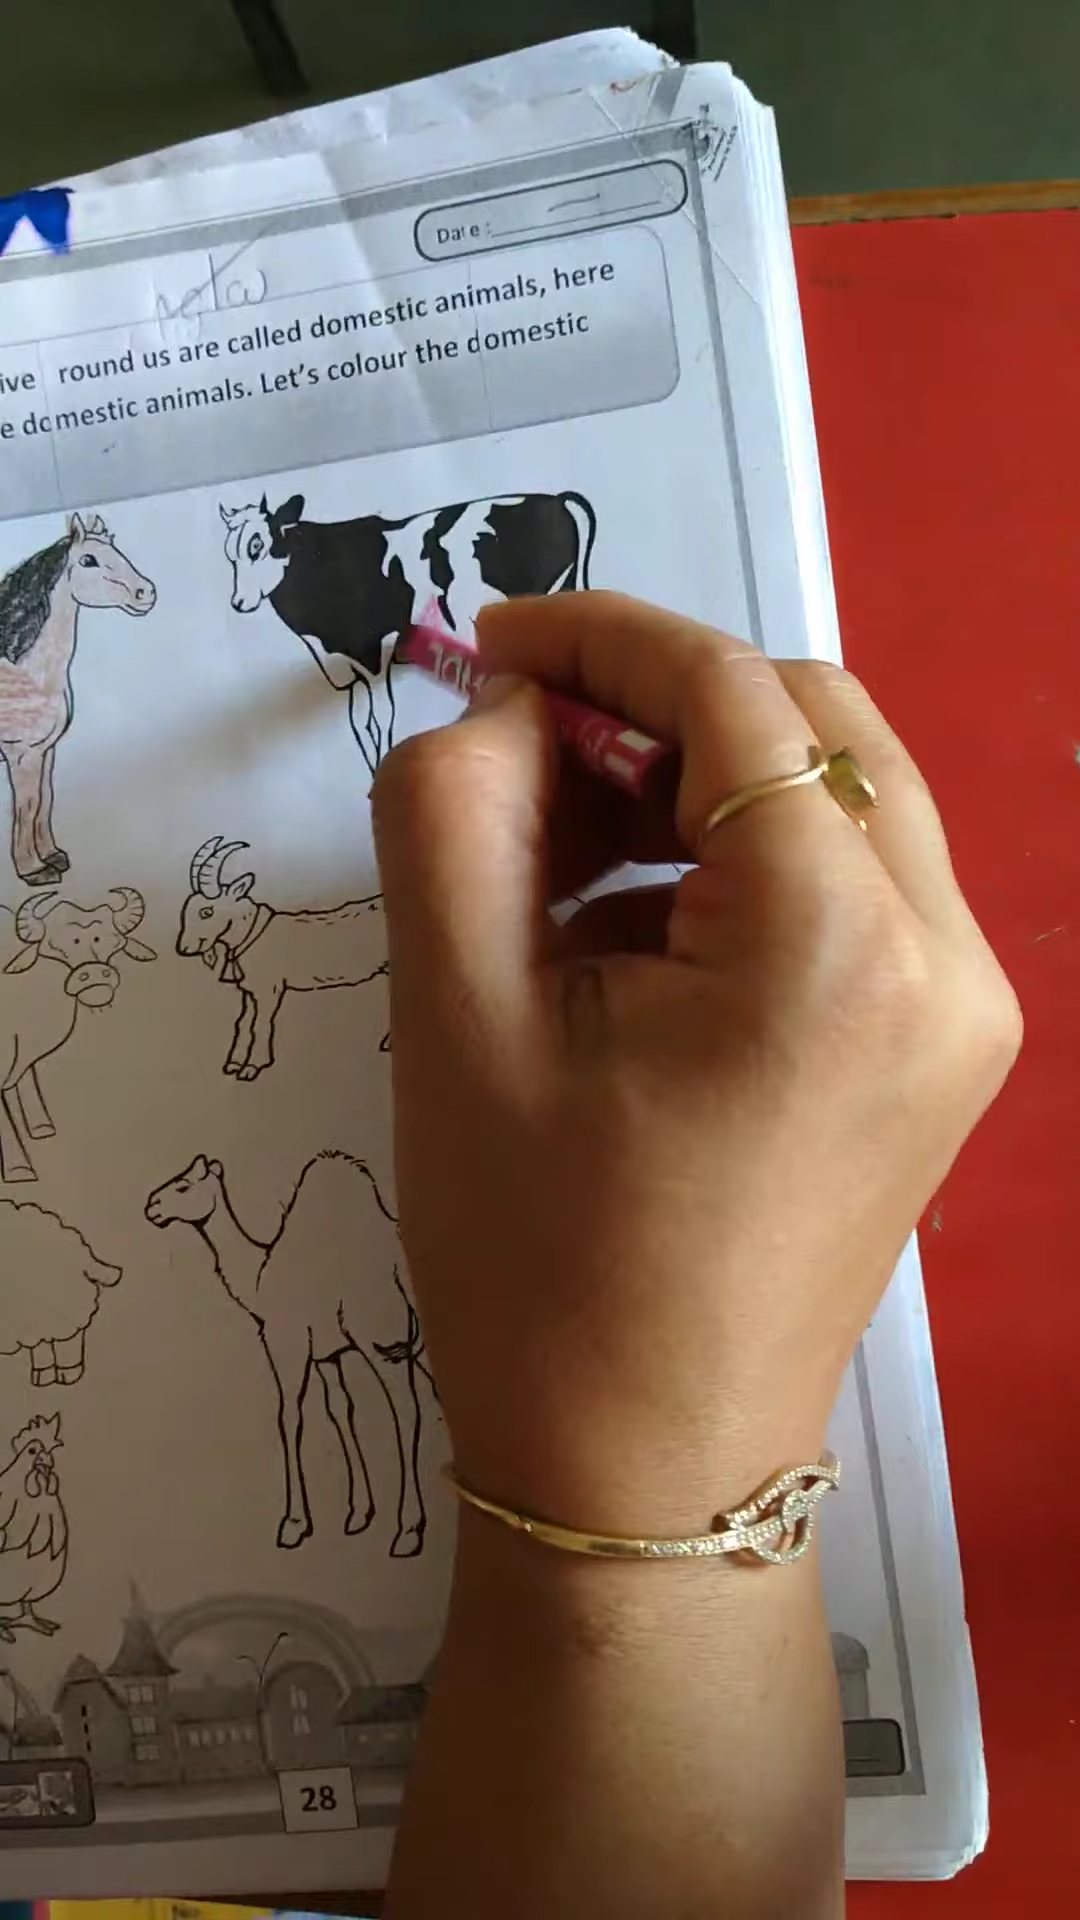 Date :
ive round us are called domestic animals, here
e domestic animals. Let's colour the domestic
28